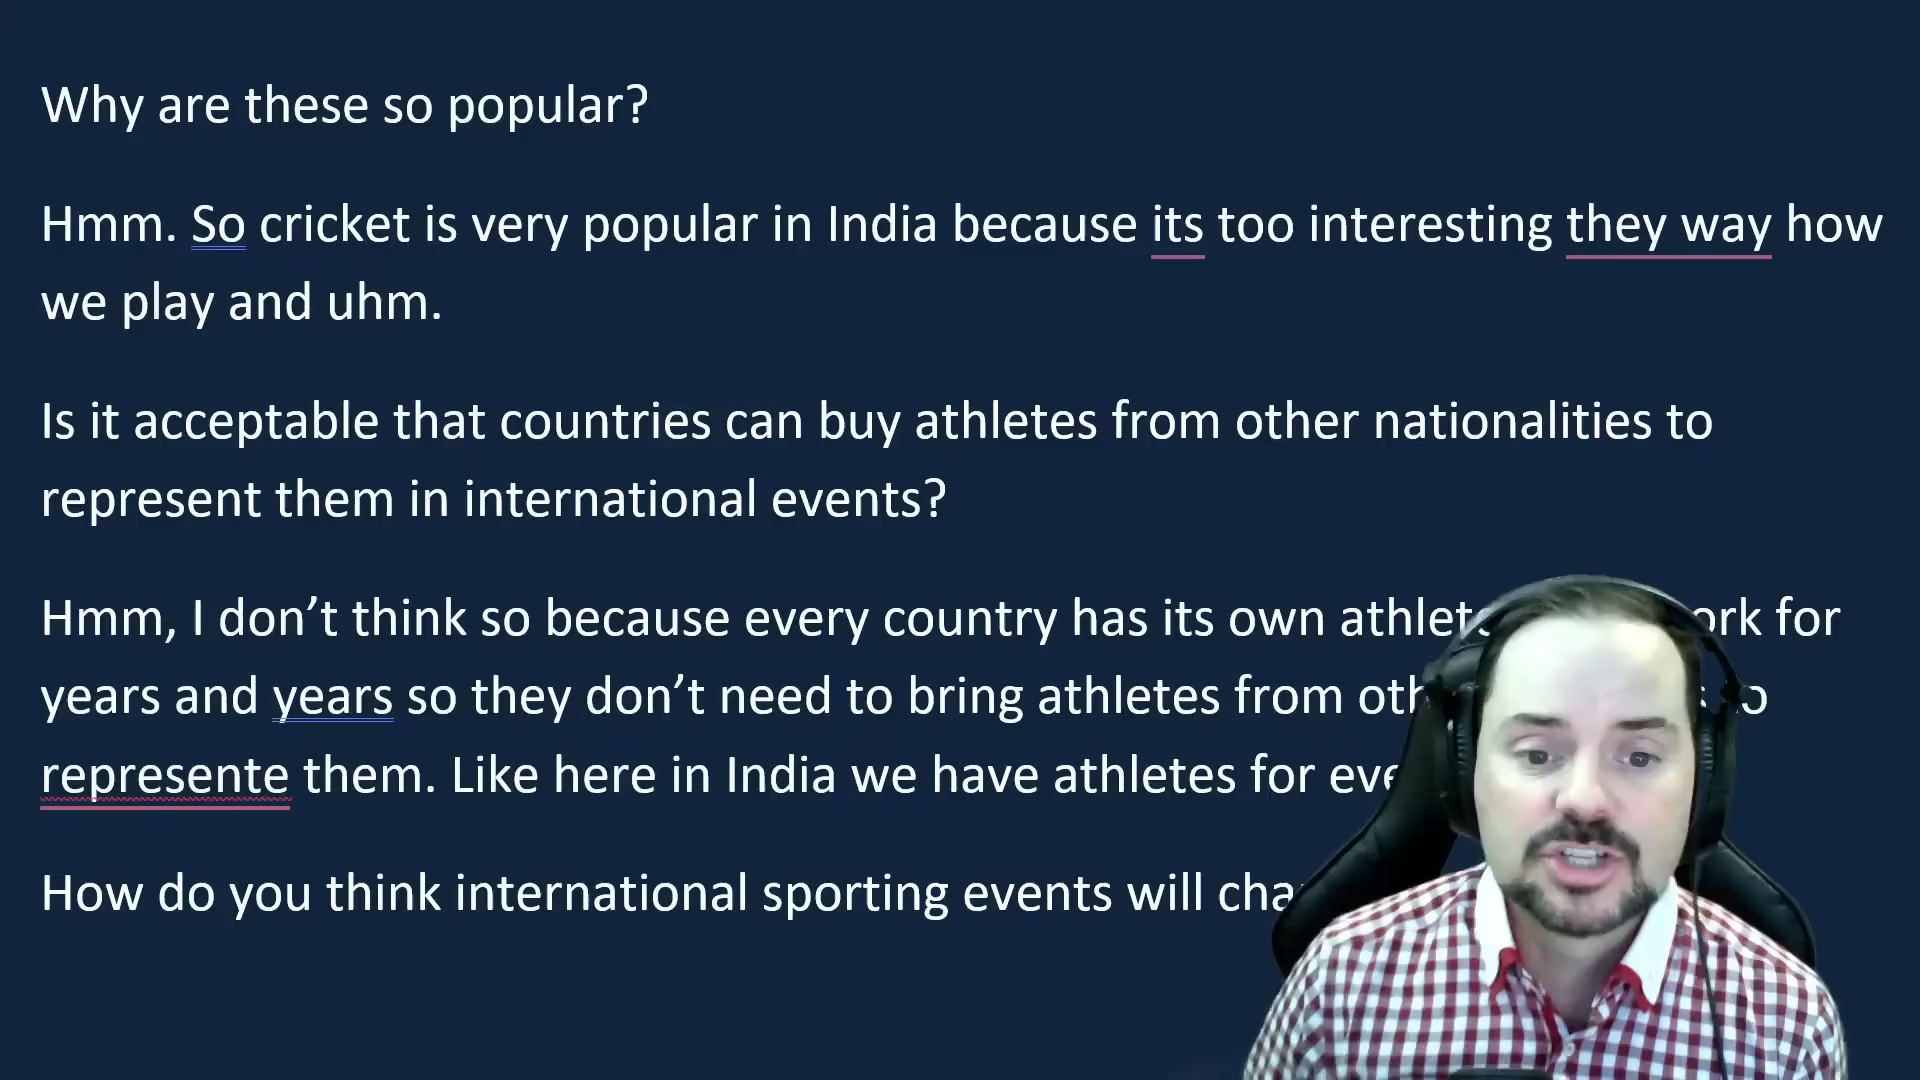 Why are these so popular?
Hmm. So cricket is very popular in India because its too interesting they way how
we play and uhm.
Is it acceptable that countries can buy athletes from other nationalities to
represent them in international events?
Hmm, I don’t think so because every country has its own for
years and years so they don’t need to bring athletes from
represente them. Like here in India we have athletes for
How do you think international sporting events will